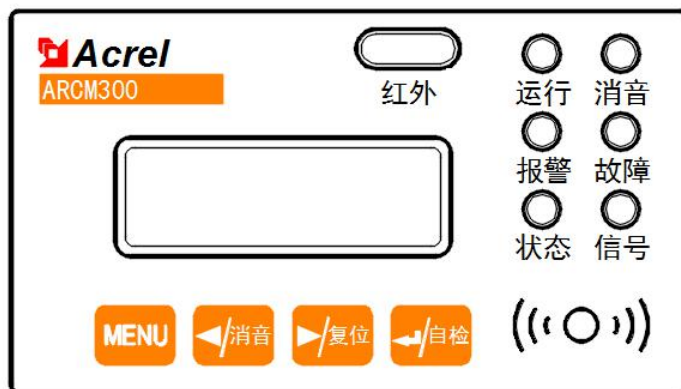 Acrel
ARCM300
红外
运行 消音
报警 故障
状态 信号
MENU ◀/消音 ▶/复位 ↵/自检